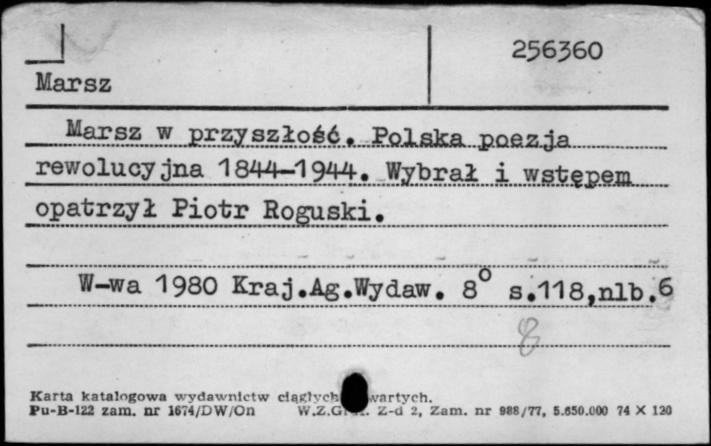 256360
Marsz
Marsz w przyszłość. Polska poezja
rewolucyjna 1844-1944. Wybrał i wstępem
opatrzył Piotr Roguski.
W-wa 1980 Kraj.Ag.Wydaw. 8° s.118,nlb.6
8
Karta katalogowa wydawnictw ciągłych
Pu-B-122 zam. nr 1674/DW/On Z-d 2, Zam. nr 988/77, 5.650.000 74 X 120